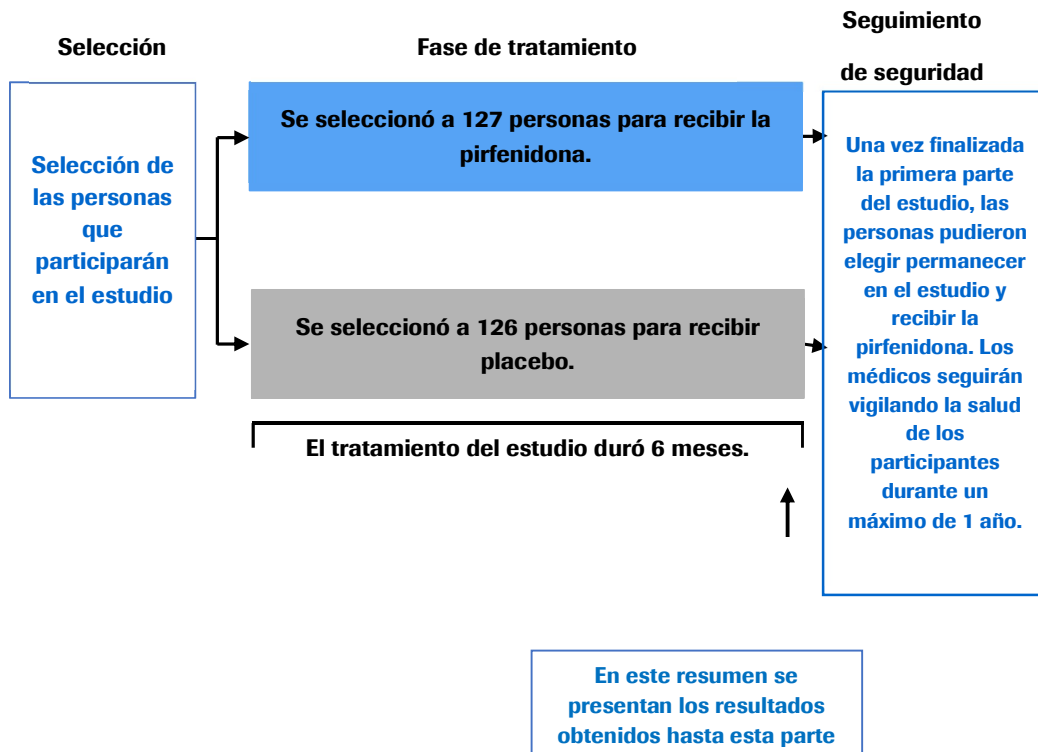 Selección
Fase de tratamiento
Seguimiento
de seguridad
Selección de
las personas
que
participarán
en el estudio
Se seleccionó a 127 personas para recibir la
pirfenidona.
Se seleccionó a 126 personas para recibir
placebo.
El tratamiento del estudio duró 6 meses.
Una vez finalizada
la primera parte
del estudio, las
personas pudieron
elegir permanecer
en el estudio y
recibir la
pirfenidona. Los
médicos seguirán
vigilando la salud
de los
participantes
durante un
máximo de 1 año.
En este resumen se
presentan los resultados
obtenidos hasta esta parte